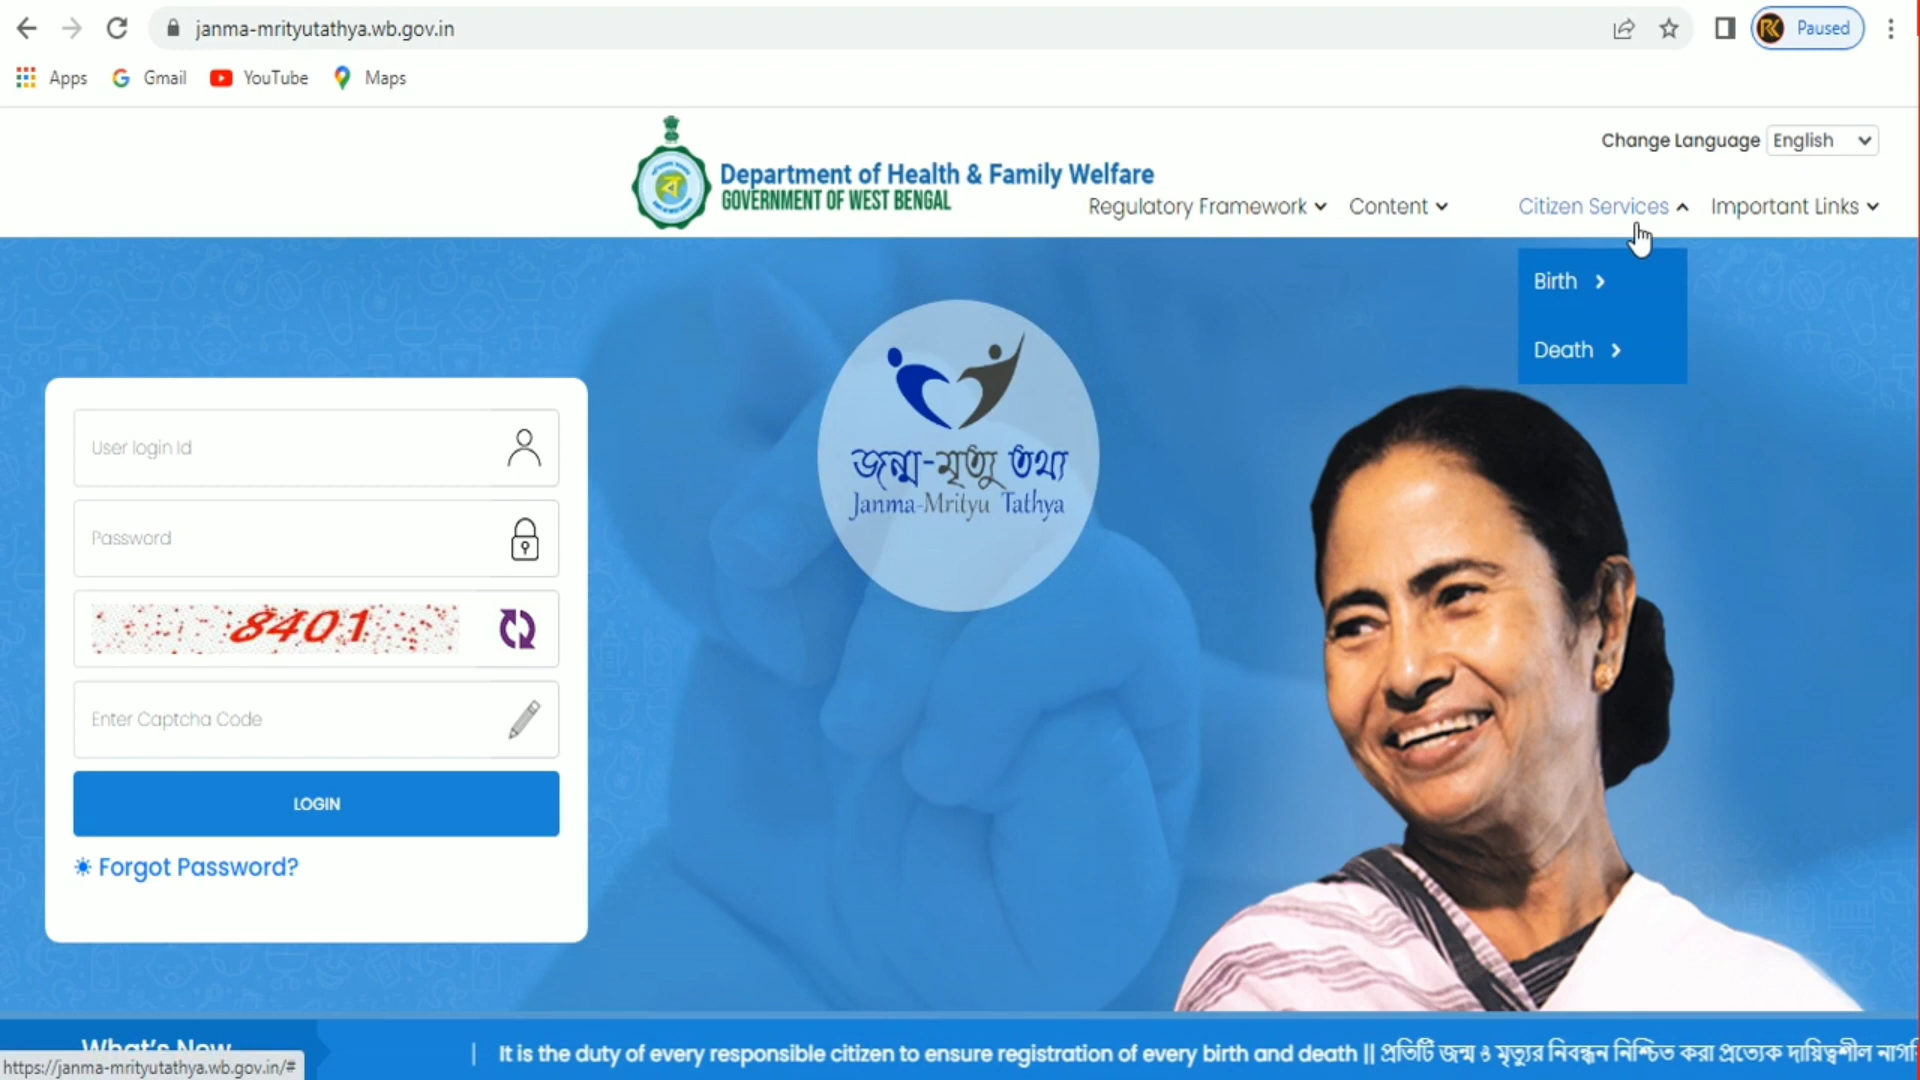 janma-mrityutathya.wb.gov.in
Paused
Apps
Gmail
YouTube
Maps
Change Language
English
Department of Health & Family Welfare
GOVERNMENT OF WEST BENGAL
Regulatory Framework
Content
Citizen Services
Important Links
Birth
Death
User login Id
Password
8401
Enter Captcha Code
LOGIN
Forgot Password?
জন্ম-মৃত্যু তথ্য
Janma-Mrityu Tathya
What's New
It is the duty of every responsible citizen to ensure registration of every birth and death || প্রতিটি জন্ম ও মৃত্যুর নিবন্ধন নিশ্চিত করা প্রত্যেক দায়িত্বশীল
https://janma-mrityutathya.wb.gov.in/#